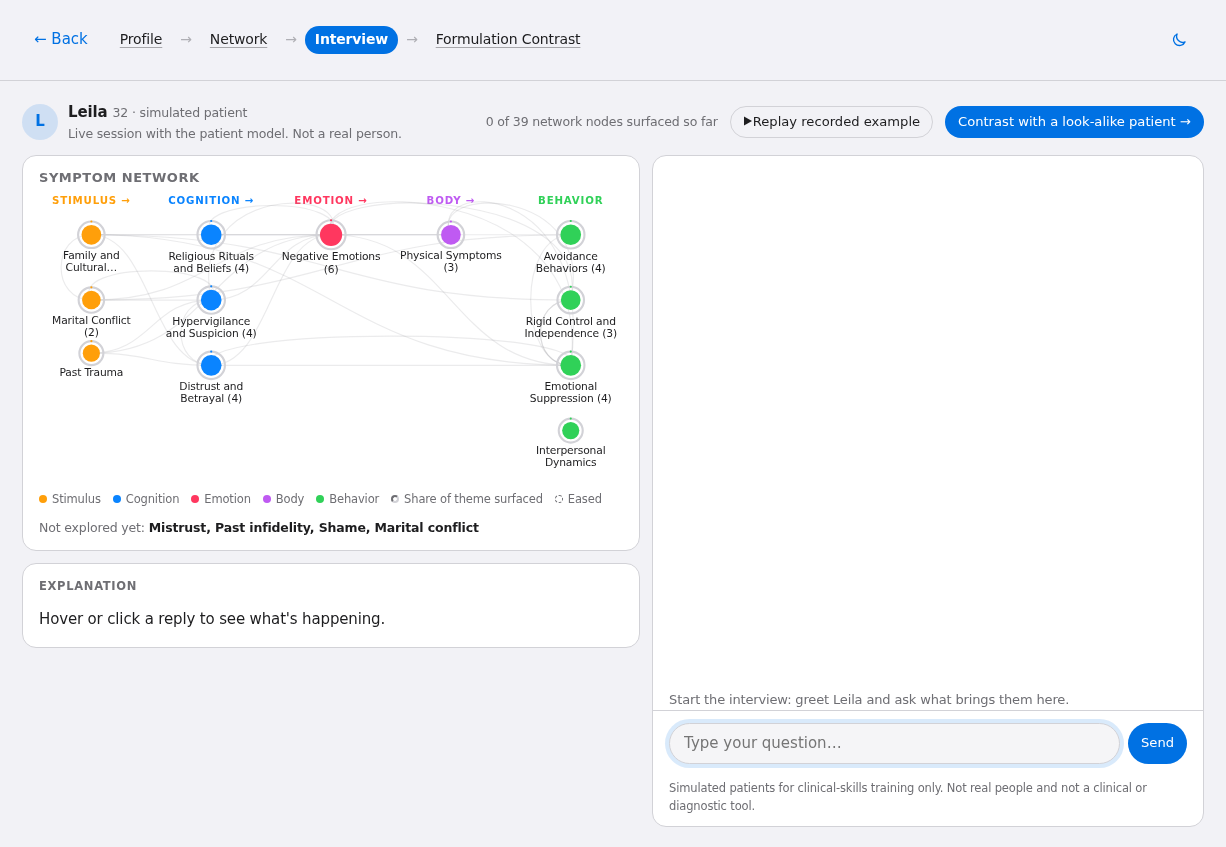 ← Back Profile → Network → Interview → Formulation Contrast
L
Leila 32 · simulated patient
Live session with the patient model. Not a real person.
0 of 39 network nodes surfaced so far
▶Replay recorded example
Contrast with a look-alike patient →
SYMPTOM NETWORK
STIMULUS → COGNITION → EMOTION → BODY → BEHAVIOR
Family and
Cultural…
Religious Rituals
and Beliefs (4)
Negative Emotions
(6)
Physical Symptoms
(3)
Avoidance
Behaviors (4)
Marital Conflict
(2)
Hypervigilance
and Suspicion (4)
Rigid Control and
Independence (3)
Past Trauma
Distrust and
Betrayal (4)
Emotional
Suppression (4)
Interpersonal
Dynamics
Stimulus Cognition Emotion Body Behavior Share of theme surfaced Eased
Not explored yet: Mistrust, Past infidelity, Shame, Marital conflict
EXPLANATION
Hover or click a reply to see what's happening.
Start the interview: greet Leila and ask what brings them here.
Type your question…
Send
Simulated patients for clinical-skills training only. Not real people and not a clinical or
diagnostic tool.